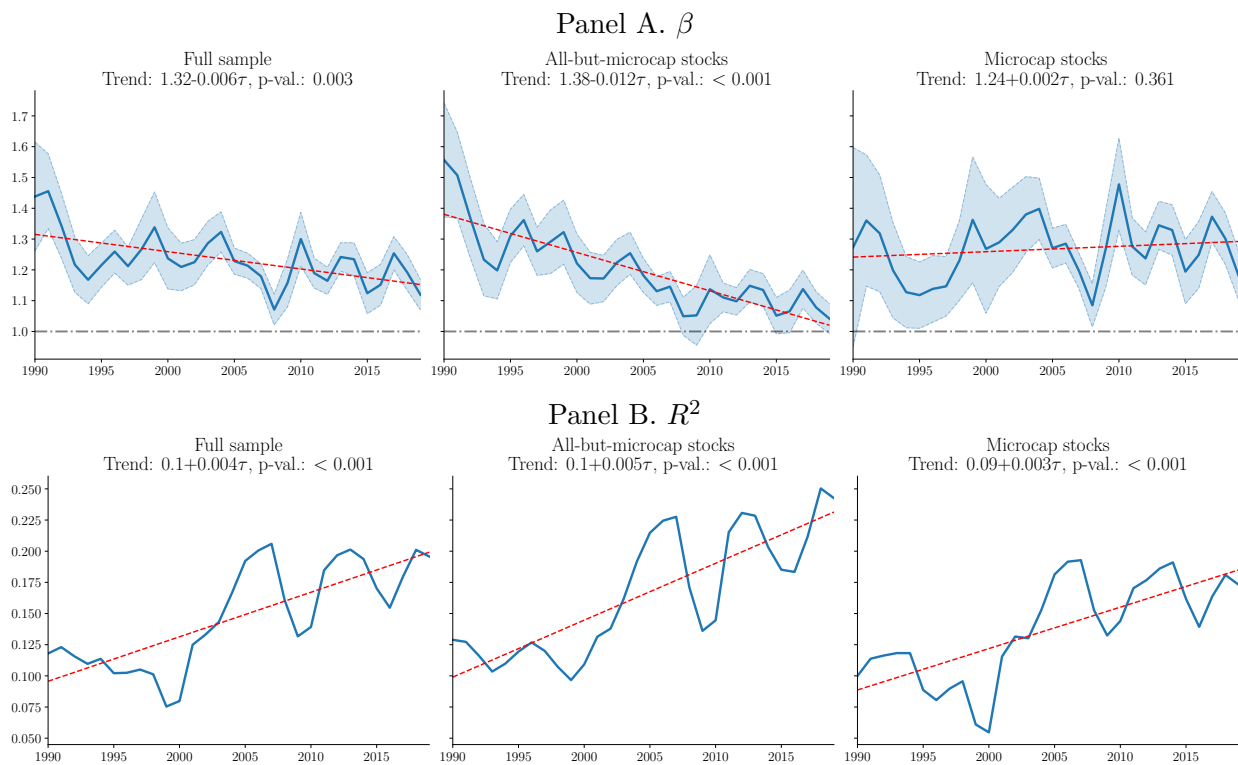 Panel A. β
Full sample
Trend: 1.32-0.006τ, p-val.: 0.003
All-but-microcap stocks
Trend: 1.38-0.012τ, p-val.: < 0.001
Microcap stocks
Trend: 1.24+0.002τ, p-val.: 0.361
1.7
1.6
1.5
1.4
1.3
1.2
1.1
1.0
1990 1995 2000 2005 2010 2015
1990 1995 2000 2005 2010 2015
1990 1995 2000 2005 2010 2015
Panel B. R²
Full sample
Trend: 0.1+0.004τ, p-val.: < 0.001
All-but-microcap stocks
Trend: 0.1+0.005τ, p-val.: < 0.001
Microcap stocks
Trend: 0.09+0.003τ, p-val.: < 0.001
0.250
0.225
0.200
0.175
0.150
0.125
0.100
0.075
0.050
1990 1995 2000 2005 2010 2015
1990 1995 2000 2005 2010 2015
1990 1995 2000 2005 2010 2015